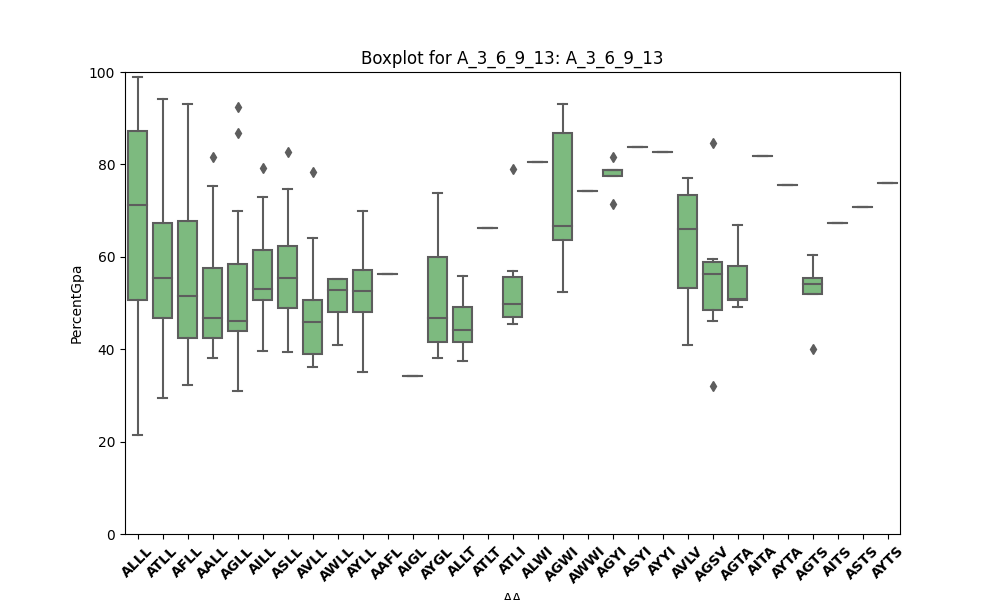 Boxplot for A_3_6_9_13: A_3_6_9_13
PercentGpa
100
80
60
40
20
0
ALLL ATLL AFLL AALL AGLL AILL ASLL AVLL AWLL AYLL AAFL AIGL AYGL ALLT ATLT ATLI ALWI AGWI AWWI AGYI ASYI AYYI AVLV AGSV AGTA AITA AYTA AGTS AITS ASTS AYTS
AA